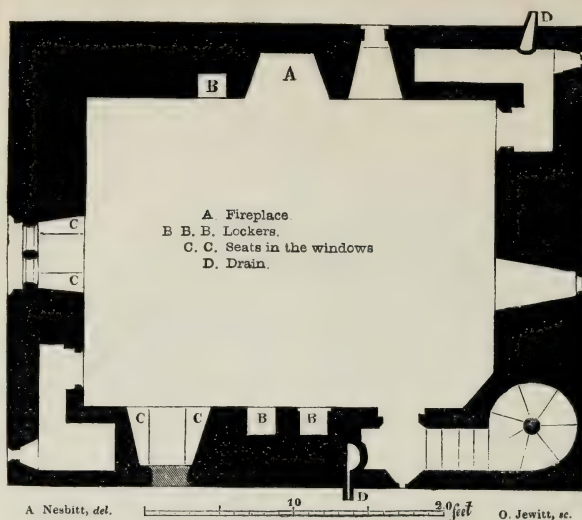 D
B
A
A. Fireplace.
B B. B. Lockers.
C. C. Seats in the windows
D. Drain.
C
C
C
C
B
B
D
A Nesbitt, del.
10
20 feet
O. Jewitt, sc.